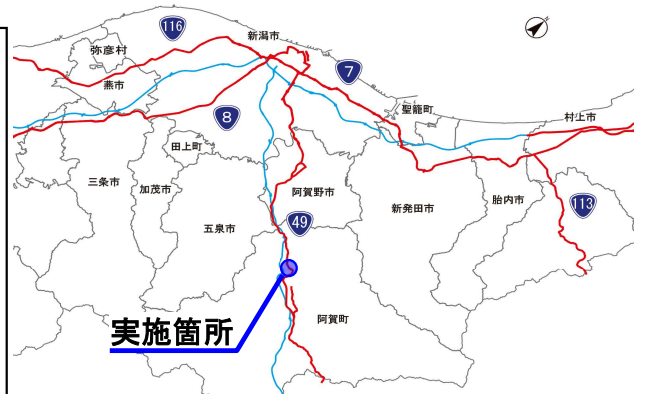 116
新潟市
弥彦村
7
燕市
聖籠町
8
村上市
田上町
三条市
加茂市
阿賀野市
胎内市
113
新発田市
49
五泉市
実施箇所
阿賀町